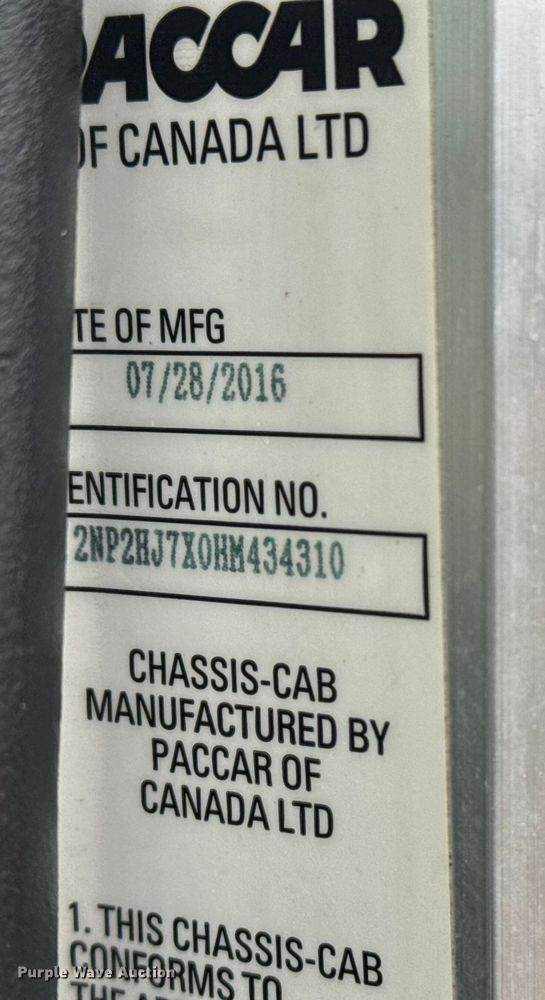 PACCAR
OF CANADA LTD
TE OF MFG
07/28/2016
ENTIFICATION NO.
2NP2HJ7X0HM434310
CHASSIS-CAB
MANUFACTURED BY
PACCAR OF
CANADA LTD
1. THIS CHASSIS-CAB
CONFORMS TO
Purple Wave Auction